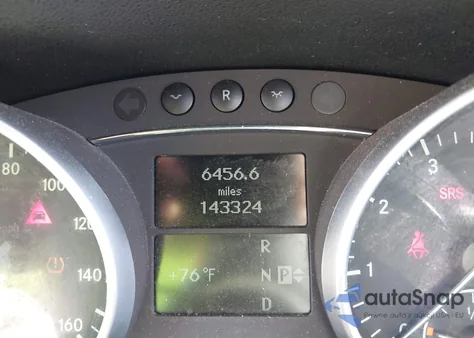 R
6456.6
miles
143324
R
+76°F N P
D
80
100
120
140
160
1
2
3
SRS
autoSnap